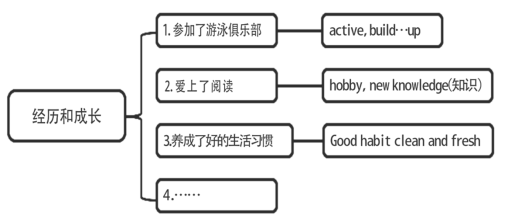 经历和成长
1.参加了游泳俱乐部
active, build…up
2.爱上了阅读
hobby, new knowledge(知识)
3.养成了好的生活习惯
Good habit clean and fresh
4.……